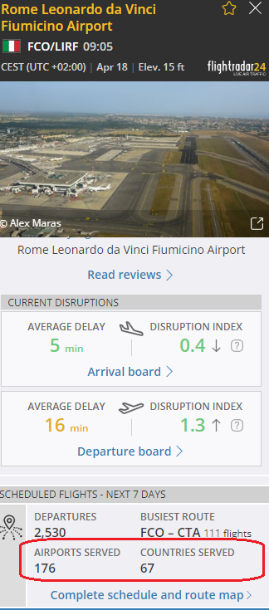 Rome Leonardo da Vinci
Fiumicino Airport
FCO/LIRF 09:05
CEST (UTC +02:00) | Apr 18 | Elev. 15 ft
flightradar24
LIVE AIR TRAFFIC
© Alex Maras
Rome Leonardo da Vinci Fiumicino Airport
Read reviews >
CURRENT DISRUPTIONS
AVERAGE DELAY DISRUPTION INDEX
5 min 0.4 ↓ ?
Arrival board >
AVERAGE DELAY DISRUPTION INDEX
16 min 1.3 ↑ ?
Departure board >
SCHEDULED FLIGHTS - NEXT 7 DAYS
DEPARTURES BUSIEST ROUTE
2,530 FCO – CTA 111 flights
AIRPORTS SERVED COUNTRIES SERVED
176 67
Complete schedule and route map >